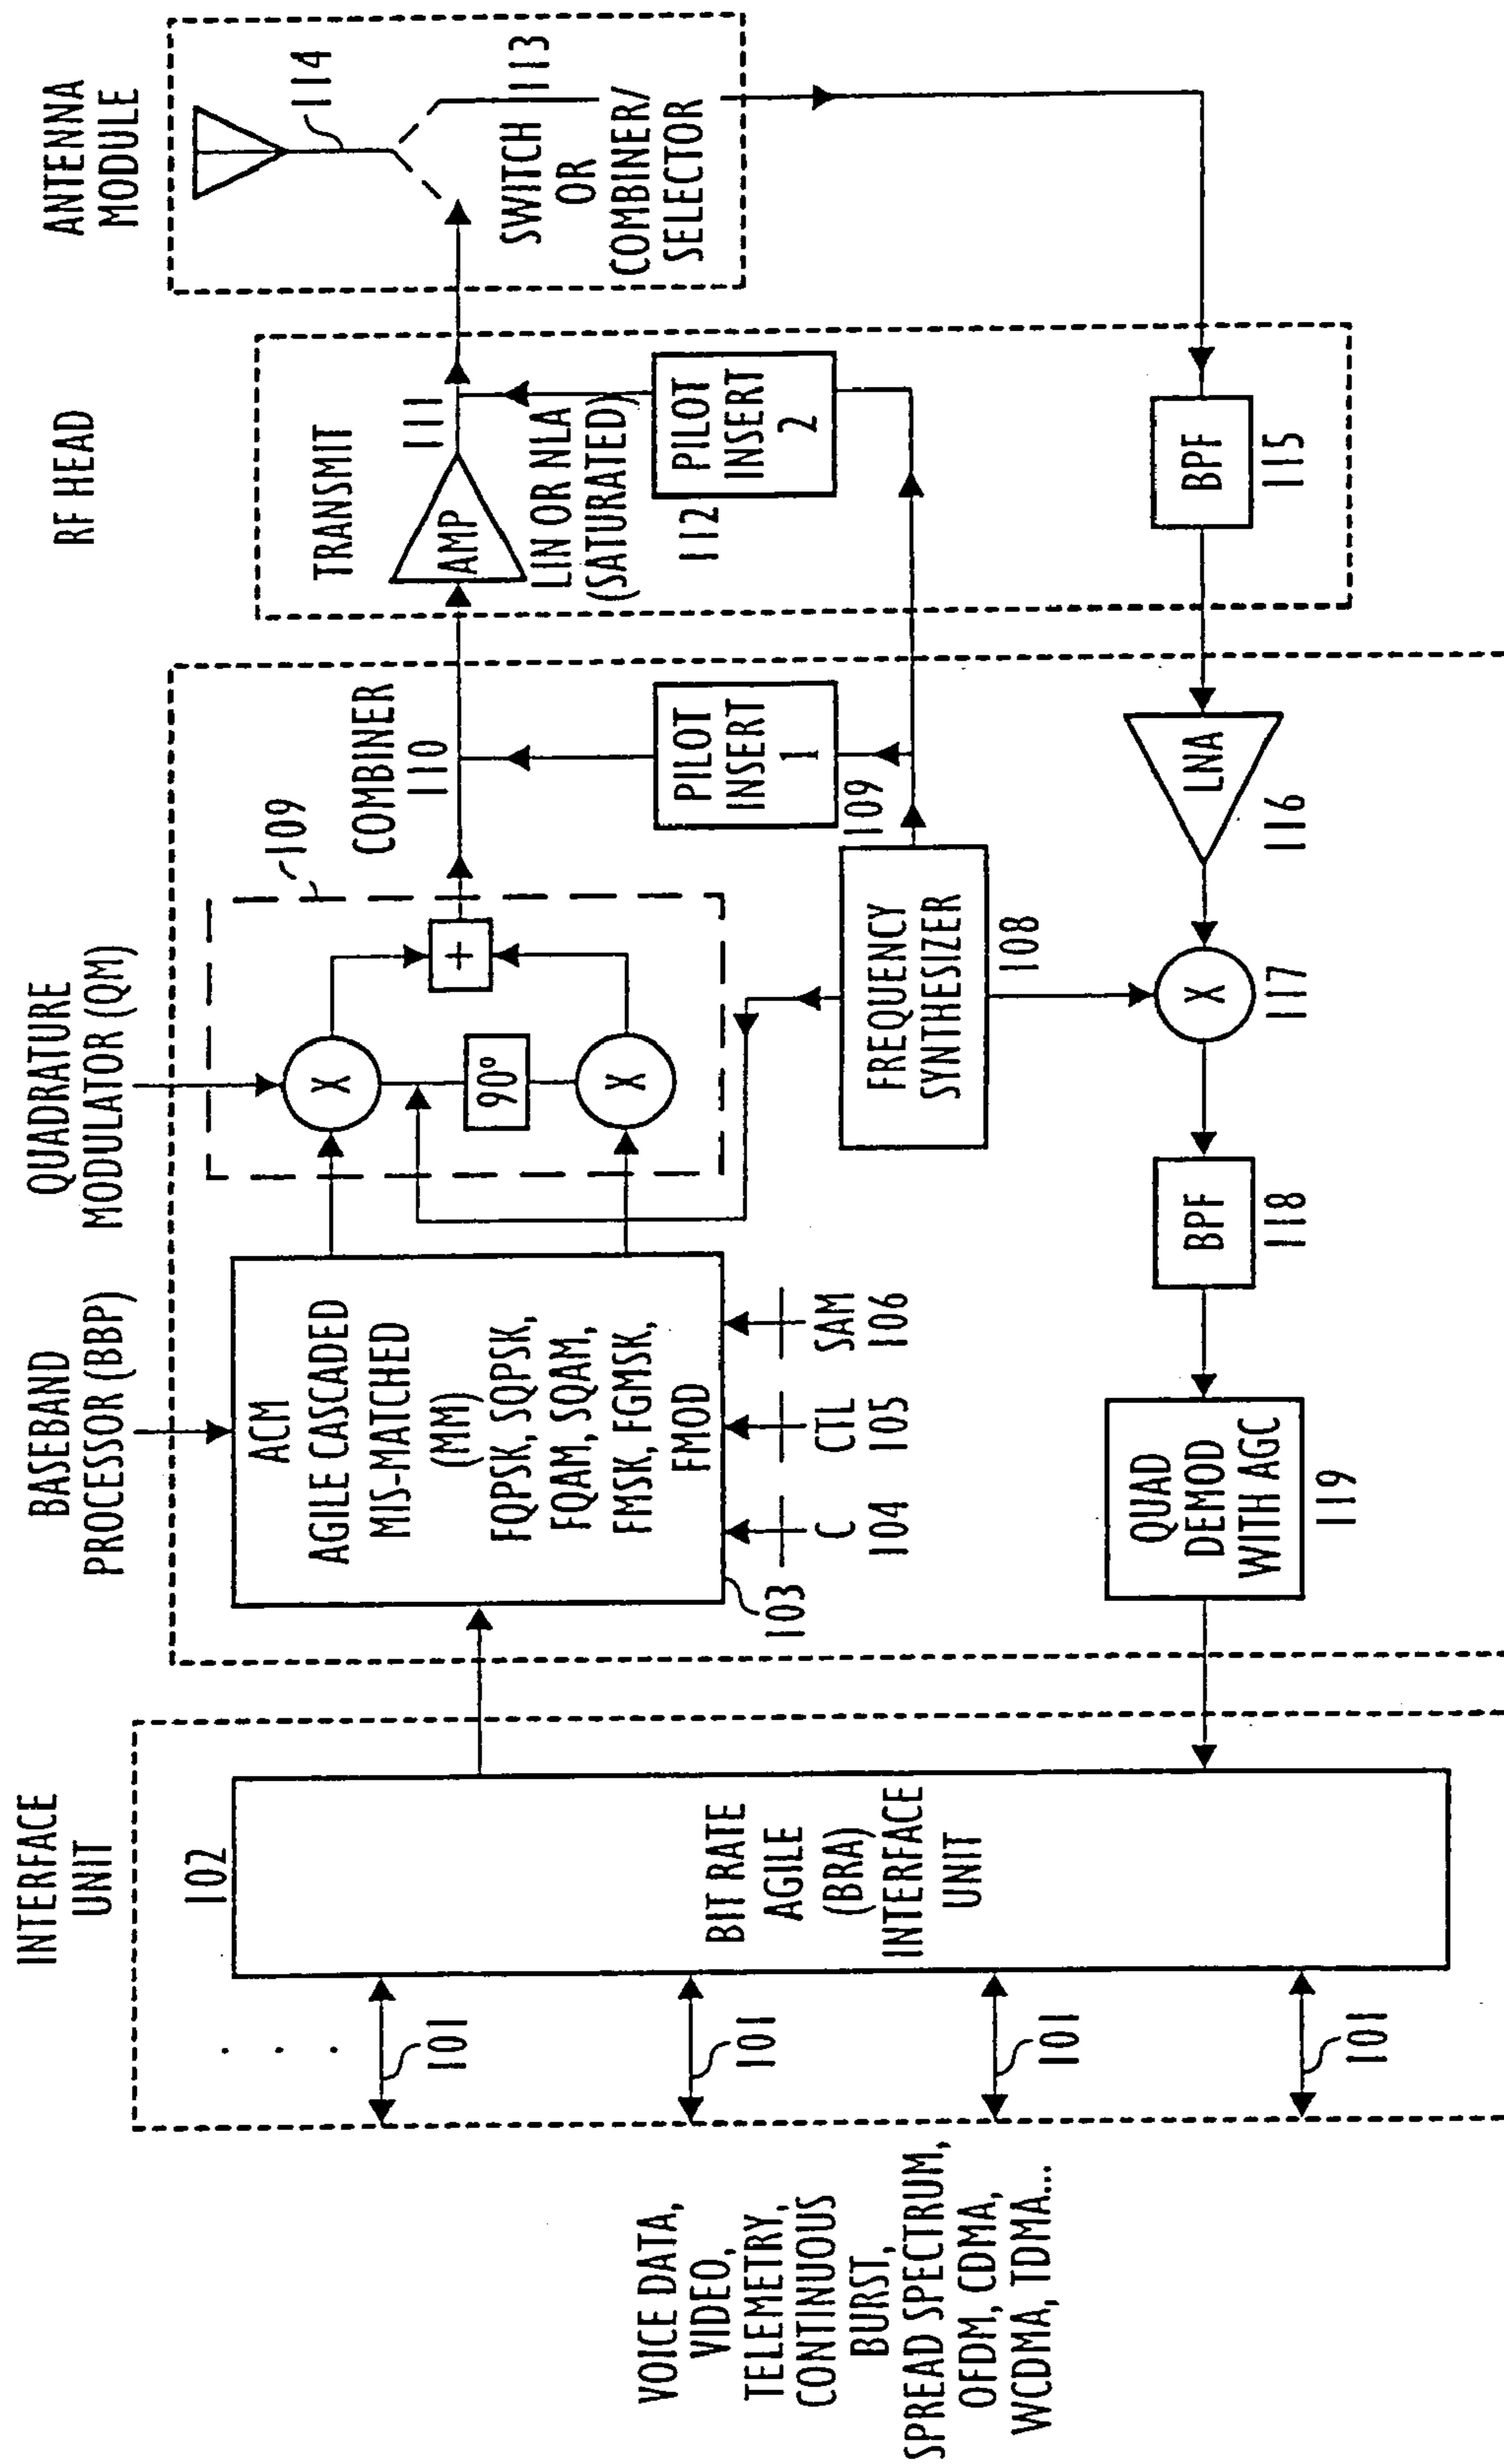 VOICE DATA,
VIDEO,
TELEMETRY,
CONTINUOUS
BURST,
SPREAD SPECTRUM,
OFDM, CDMA,
WCDMA, TDMA...
INTERFACE
UNIT
102
101
101
101
101
BIT RATE
AGILE
(BRA)
INTERFACE
UNIT
BASEBAND
PROCESSOR (BBP)
ACM
AGILE CASCADED
MIS-MATCHED
(MM)
FQPSK, SQPSK,
FQAM, SQAM,
FMSK, FGMSK,
FMOD
103
C
104
CTL
105
SAM
106
QUADRATURE
MODULATOR (QM)
X
90°
X
+
109
COMBINER
110
PILOT
INSERT
1
109
FREQUENCY
SYNTHESIZER
108
QUAD
DEMOD
WITH AGC
119
BPF
118
X
117
LNA
116
RF HEAD
TRANSMIT
AMP
111
LIN OR NLA
(SATURATED)
112
PILOT
INSERT
2
BPF
115
ANTENNA
MODULE
114
113
SWITCH
OR
COMBINER/
SELECTOR